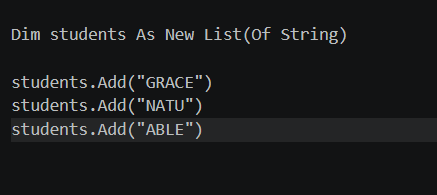 Dim students As New List(Of String)
students.Add("GRACE")
students.Add("NATU")
students.Add("ABLE")